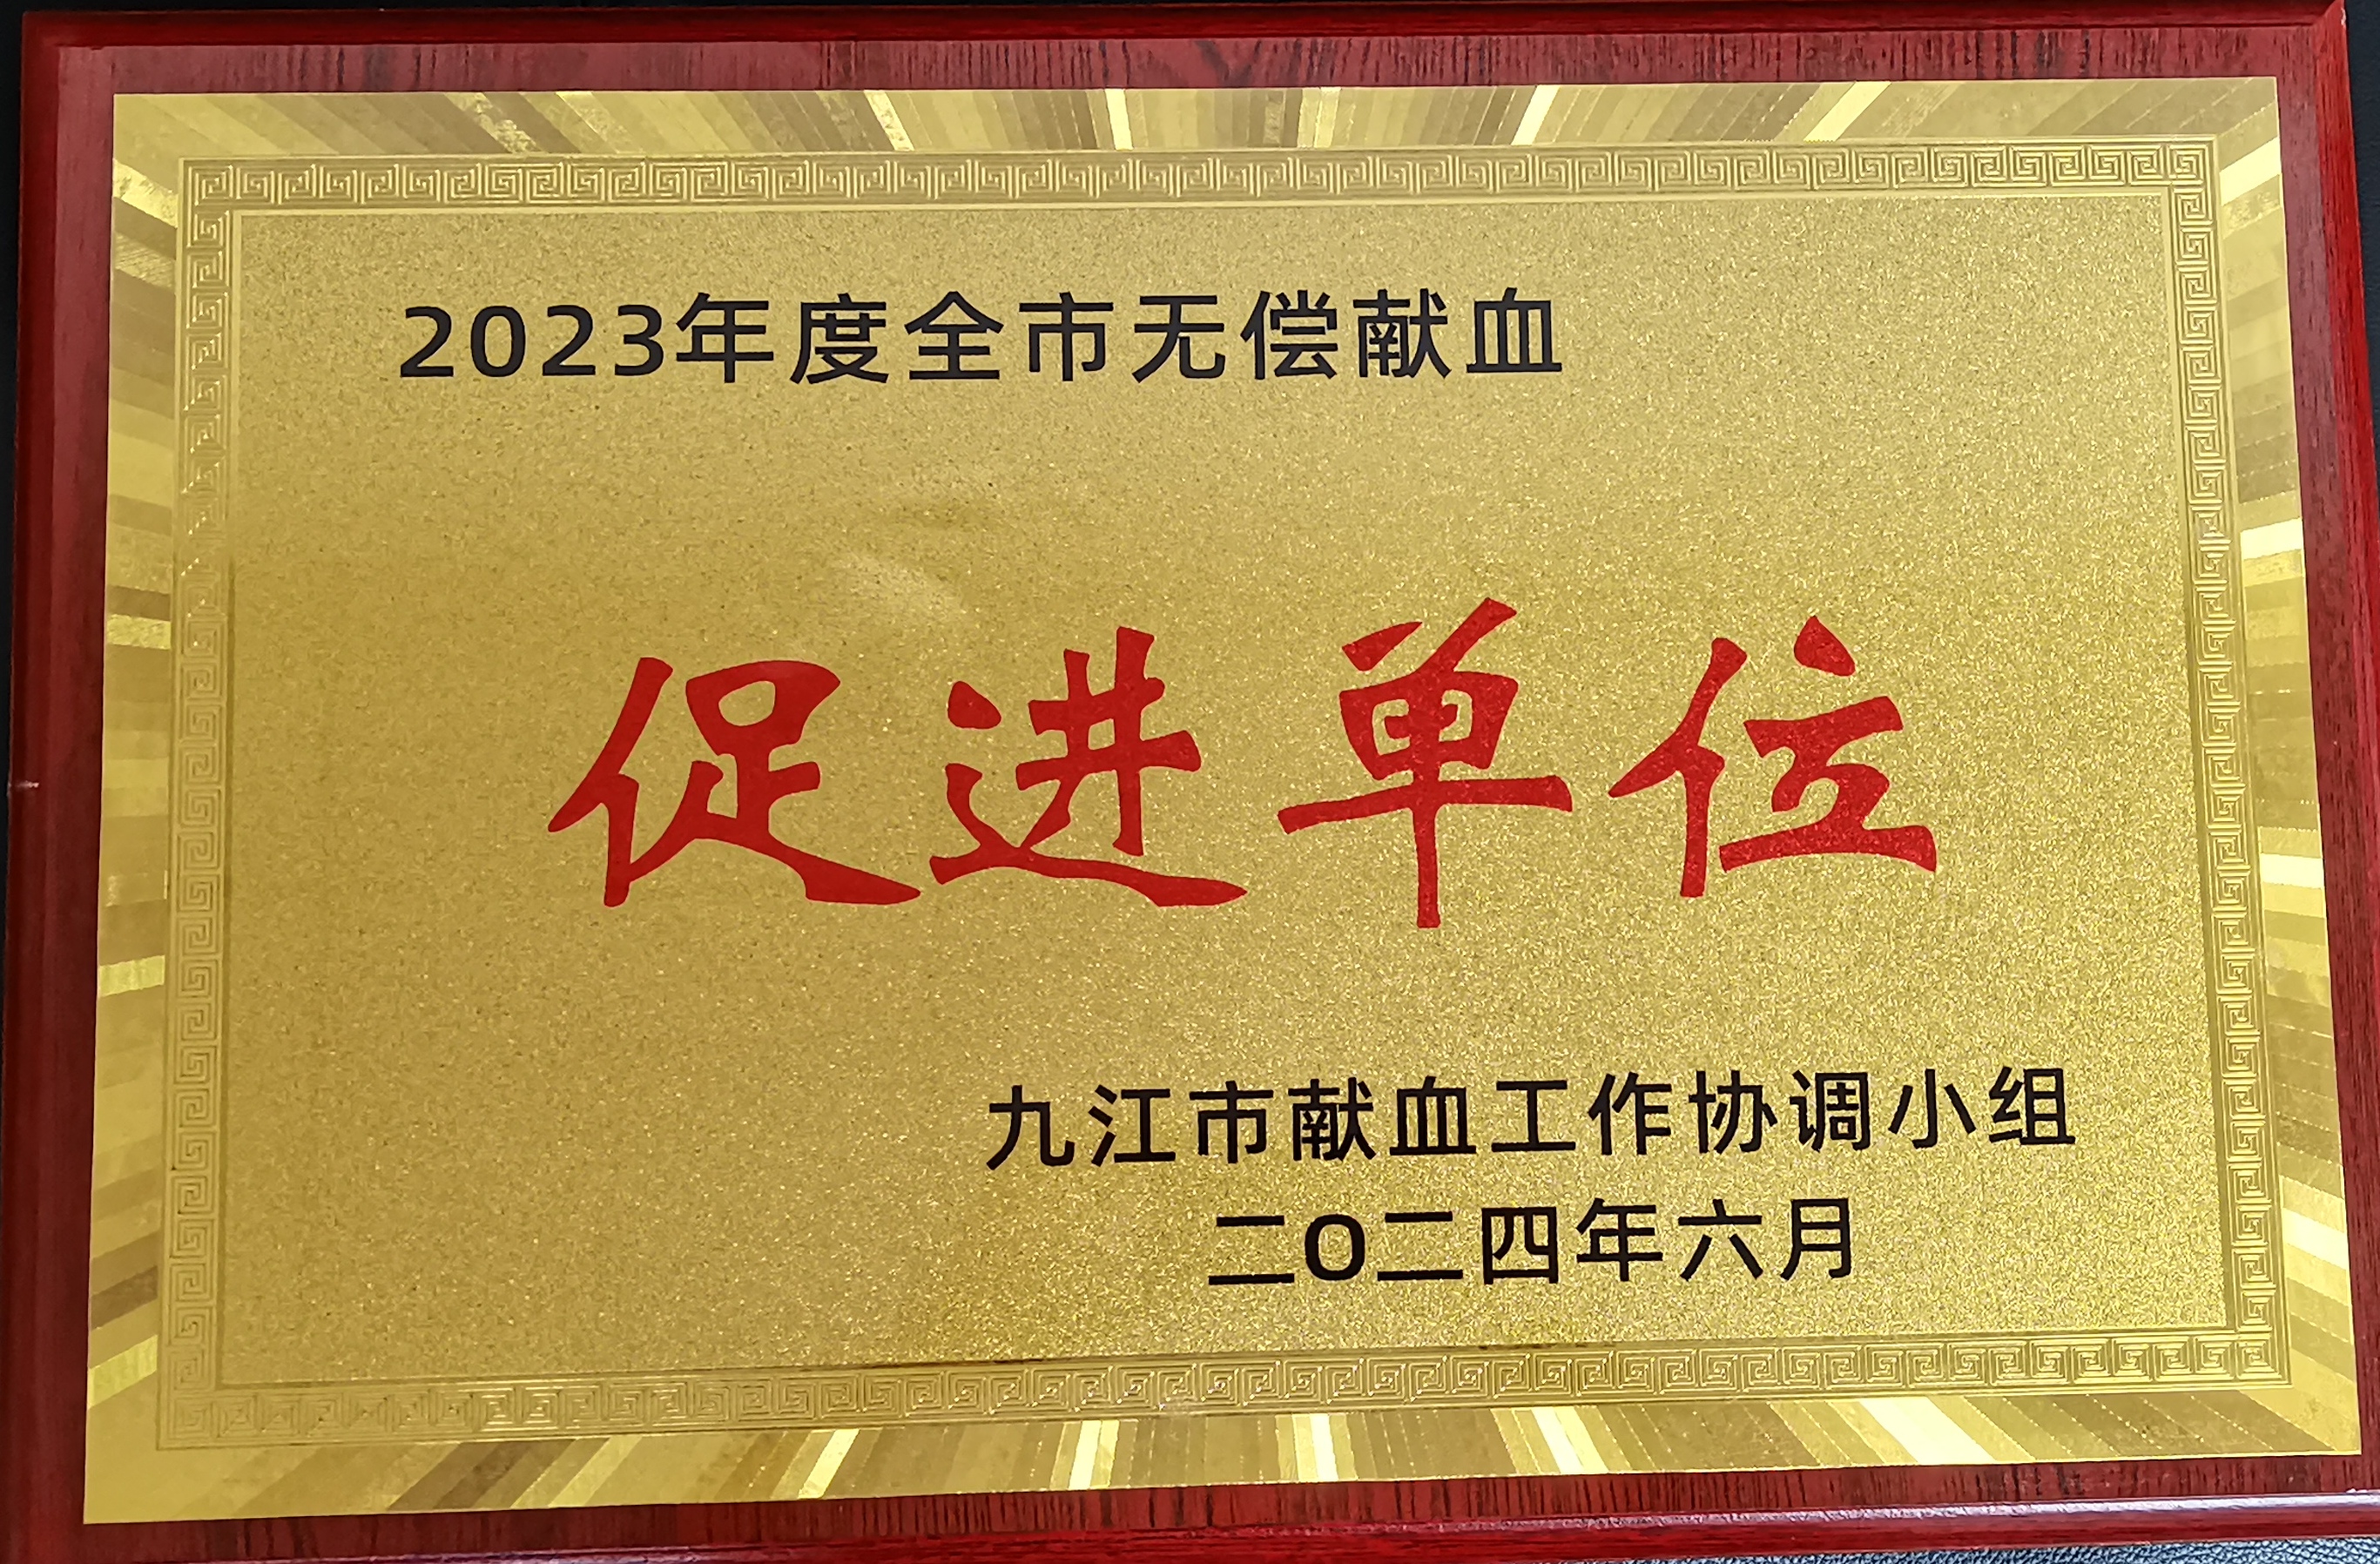 2023年度全市无偿献血
促进单位
九江市献血工作协调小组
二0二四年六月